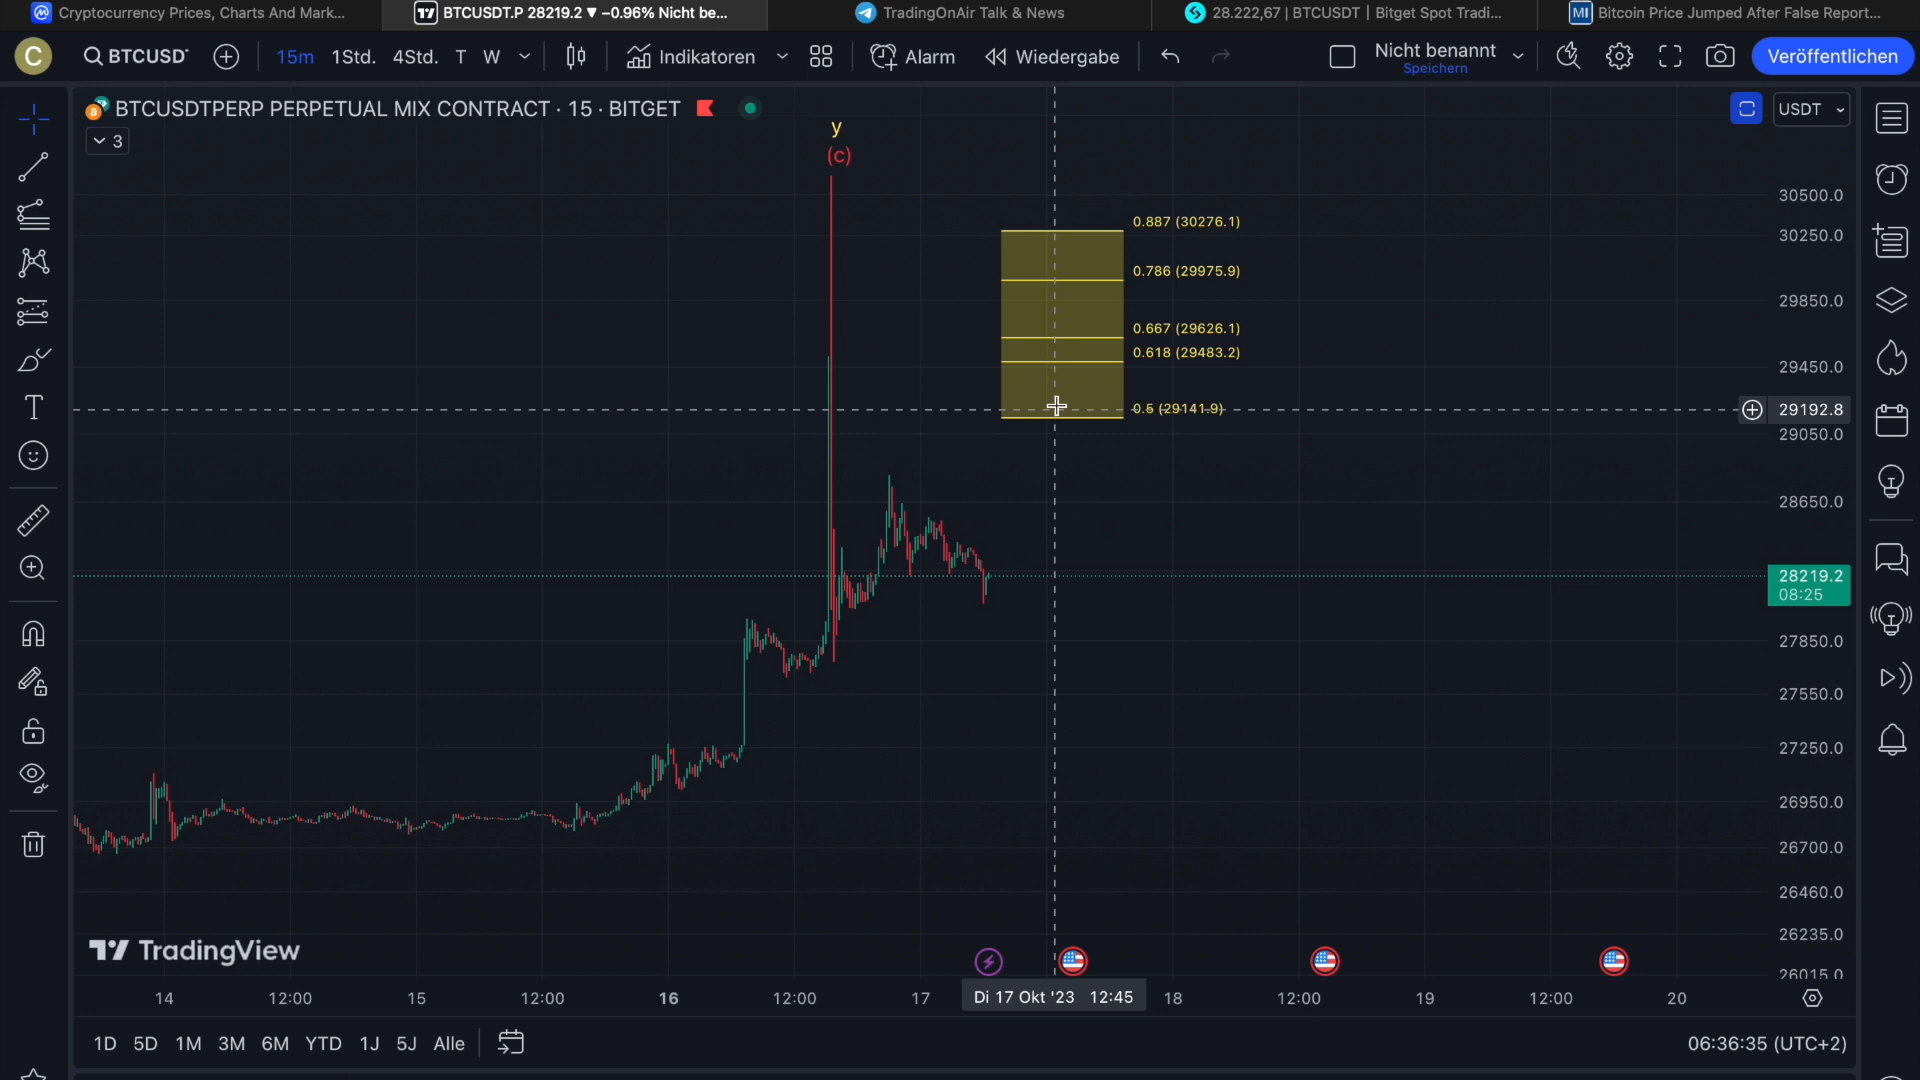 Cryptocurrency Prices, Charts And Mark...
BTCUSDT.P 28219.2 ▼ −0.96% Nicht be...
TradingOnAir Talk & News
28.222,67 | BTCUSDT | Bitget Spot Tradi...
MI Bitcoin Price Jumped After False Report...
C
BTCUSD
15m 1Std. 4Std. T W
Indikatoren
Alarm
Wiedergabe
Nicht benannt
Speichern
Veröffentlichen
BTCUSDTPERP PERPETUAL MIX CONTRACT · 15 · BITGET
3
USDT
y
(c)
0.887 (30276.1)
0.786 (29975.9)
0.667 (29626.1)
0.618 (29483.2)
0.5 (29141.9)
30500.0
30250.0
29850.0
29450.0
29192.8
29050.0
28650.0
28219.2
08:25
27850.0
27550.0
27250.0
26950.0
26700.0
26460.0
26235.0
26015.0
TradingView
14 12:00 15 12:00 16 12:00 17 Di 17 Okt '23 12:45 18 12:00 19 12:00 20
1D 5D 1M 3M 6M YTD 1J 5J Alle
06:36:35 (UTC+2)